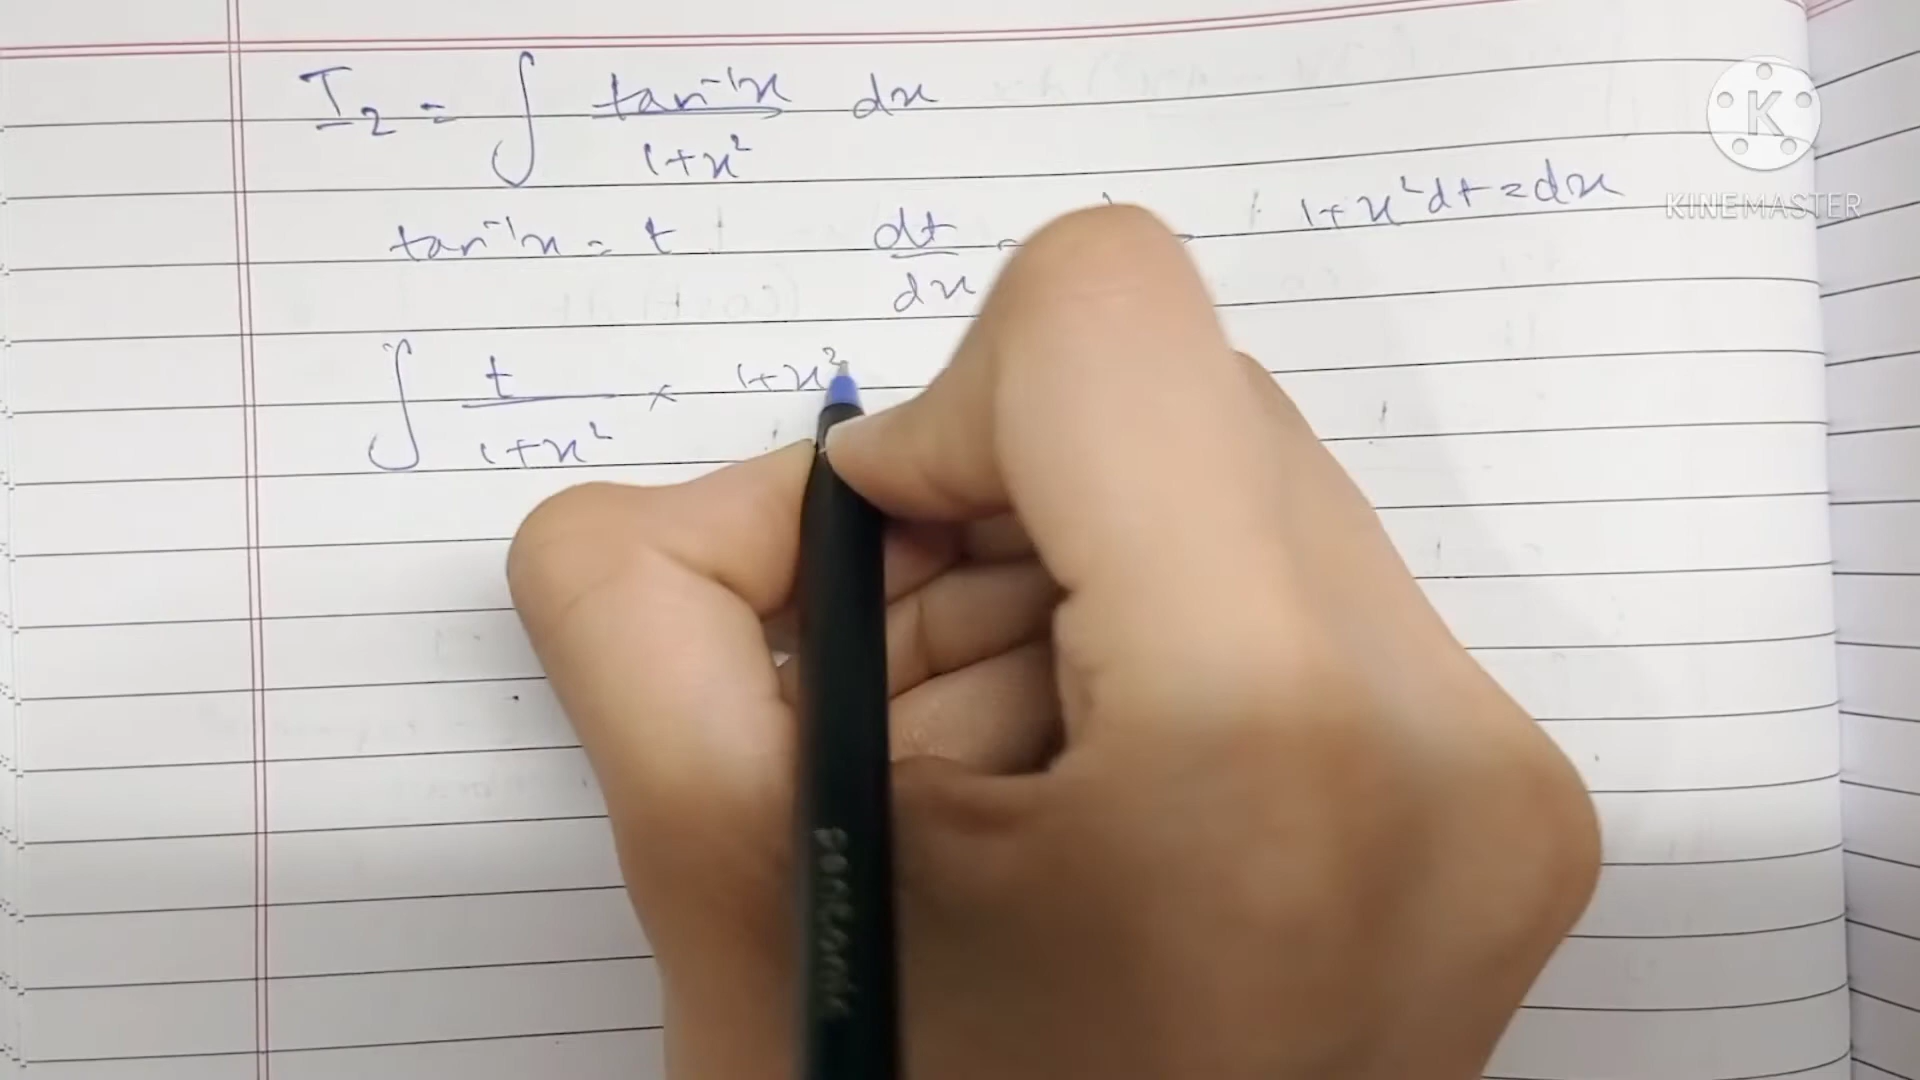 I₂ = ∫ tan⁻¹x / 1+x² dx
tan⁻¹x = t dt/dx = 1+x² dt = dx
∫ t / 1+x² × 1+x²
K
KINEMASTER
pentonic